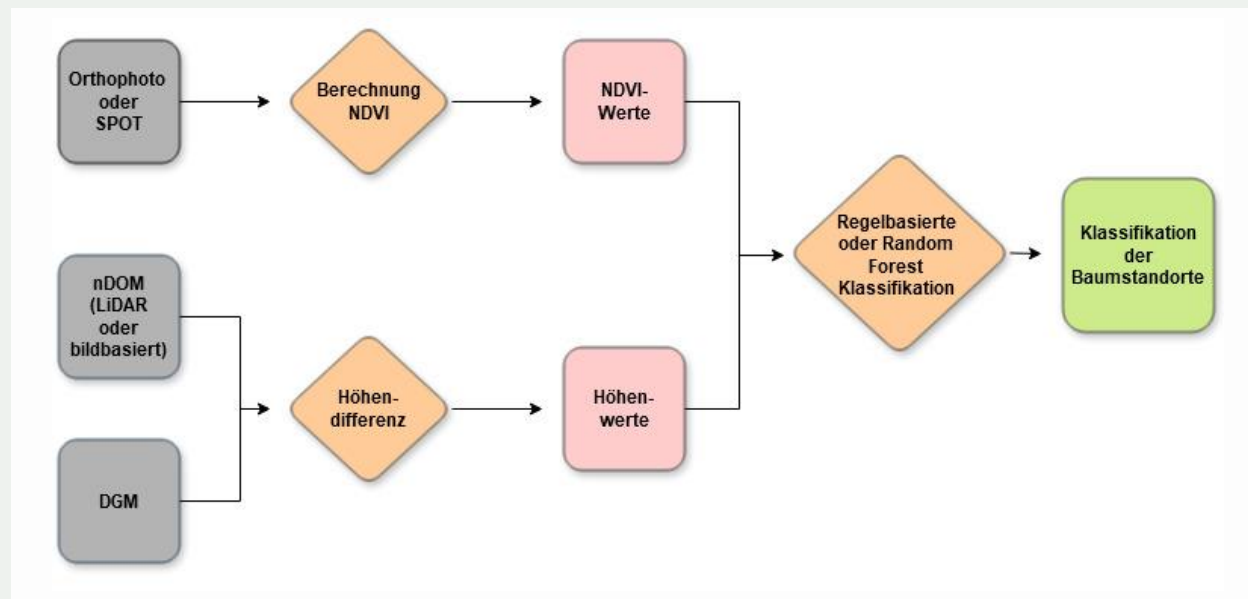 Orthophoto
oder
SPOT
Berechnung
NDVI
NDVI-
Werte
nDOM
(LiDAR
oder
bildbasiert)
DGM
Höhen-
differenz
Höhen-
werte
Regelbasierte
oder Random
Forest
Klassifikation
Klassifikation
der
Baumstandorte